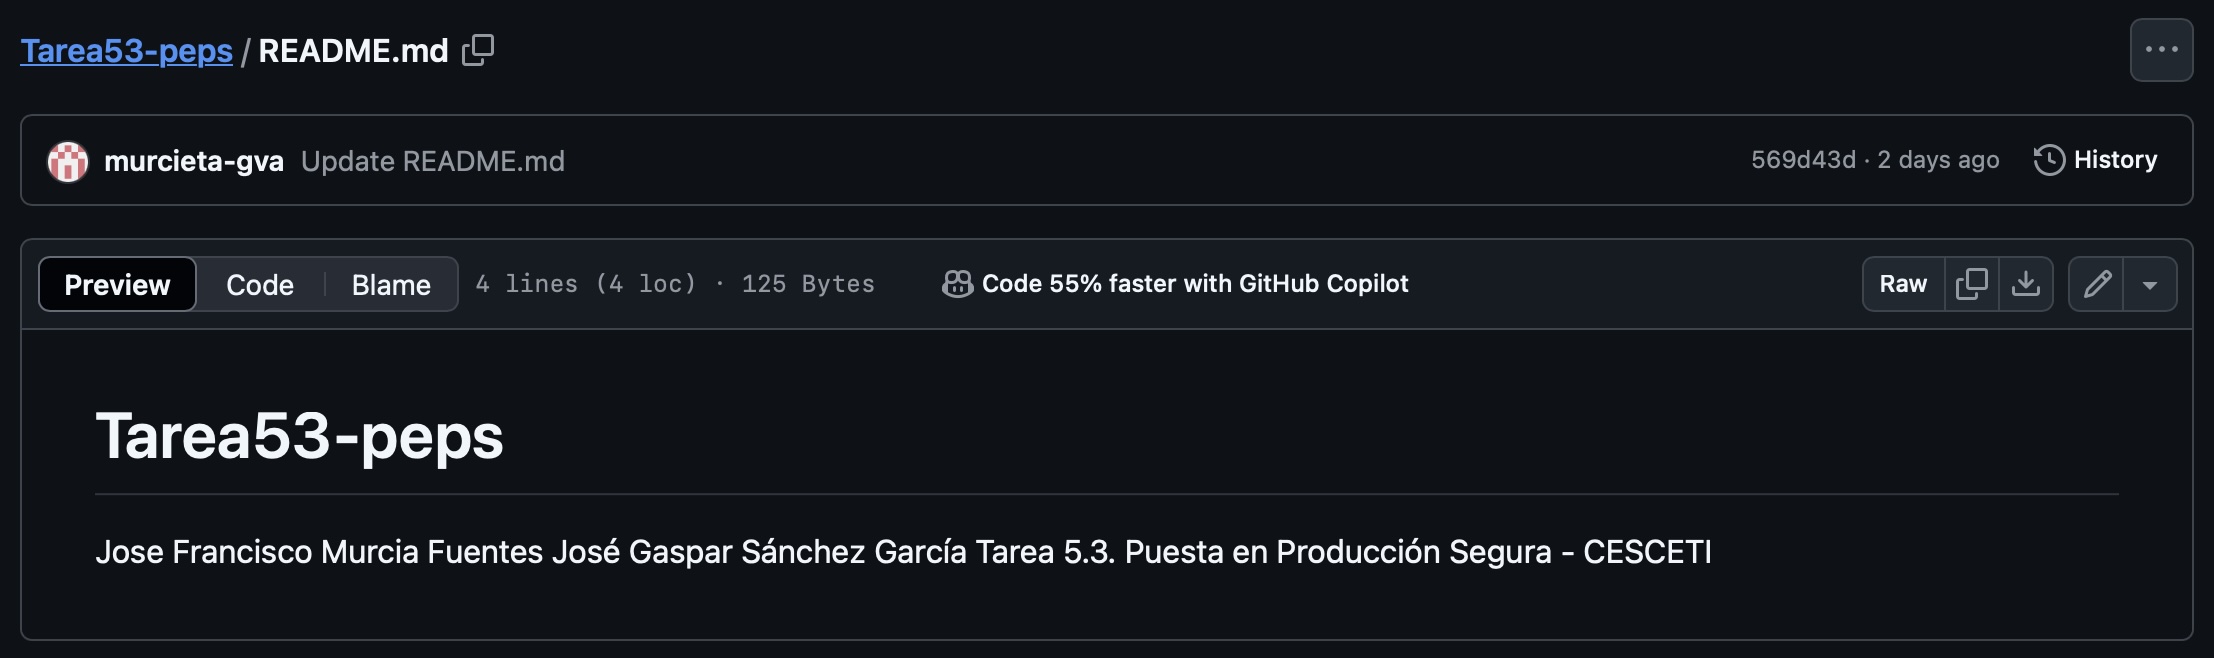 Tarea53-peps / README.md
murcieta-gva Update README.md 569d43d · 2 days ago History
Preview Code Blame 4 lines (4 loc) · 125 Bytes Code 55% faster with GitHub Copilot Raw
Tarea53-peps
Jose Francisco Murcia Fuentes José Gaspar Sánchez García Tarea 5.3. Puesta en Producción Segura - CESCETI